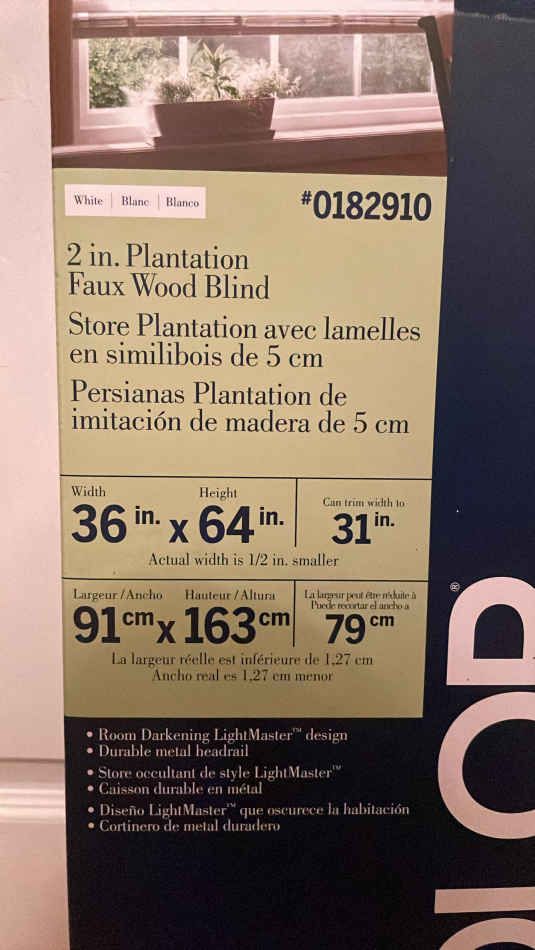 White | Blanc | Blanco
#0182910
2 in. Plantation
Faux Wood Blind
Store Plantation avec lamelles
en similibois de 5 cm
Persianas Plantation de
imitación de madera de 5 cm
Width Height
36 in. x 64 in.
Can trim width to
31 in.
Actual width is 1/2 in. smaller
Largeur/Ancho Hauteur/Altura
91 cm x 163 cm
La largeur peut être réduite à
Puede recortar el ancho a
79 cm
La largeur réelle est inférieure de 1,27 cm
Ancho real es 1,27 cm menor
• Room Darkening LightMaster™ design
• Durable metal headrail
• Store occultant de style LightMaster™
• Caisson durable en métal
• Diseño LightMaster™ que oscurece la habitación
• Cortinero de metal duradero
®